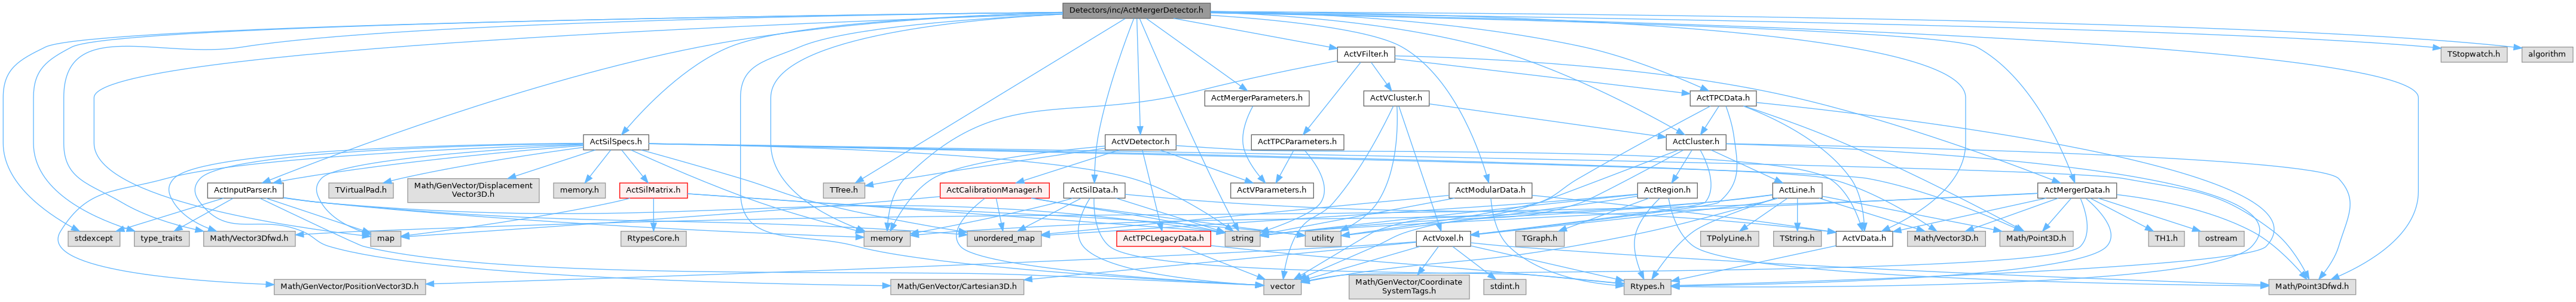 Detectors/inc/ActMergerDetector.h
ActVFilter.h
TStopwatch.h
algorithm
ActMergerParameters.h
ActVCluster.h
ActTPCData.h
ActSilSpecs.h
ActVDetector.h
ActTPCParameters.h
ActCluster.h
ActInputParser.h
TVirtualPad.h
Math/GenVector/Displacement
Vector3D.h
memory.h
ActSilMatrix.h
TTree.h
ActCalibrationManager.h
ActSilData.h
ActVParameters.h
ActModularData.h
ActRegion.h
ActLine.h
ActMergerData.h
stdexcept
type_traits
Math/Vector3Dfwd.h
map
RtypesCore.h
memory
unordered_map
ActTPCLegacyData.h
string
utility
ActVoxel.h
TGraph.h
TPolyLine.h
TString.h
ActVData.h
Math/Vector3D.h
Math/Point3D.h
TH1.h
ostream
Math/GenVector/PositionVector3D.h
Math/GenVector/Cartesian3D.h
vector
Math/GenVector/Coordinate
SystemTags.h
stdint.h
Rtypes.h
Math/Point3Dfwd.h